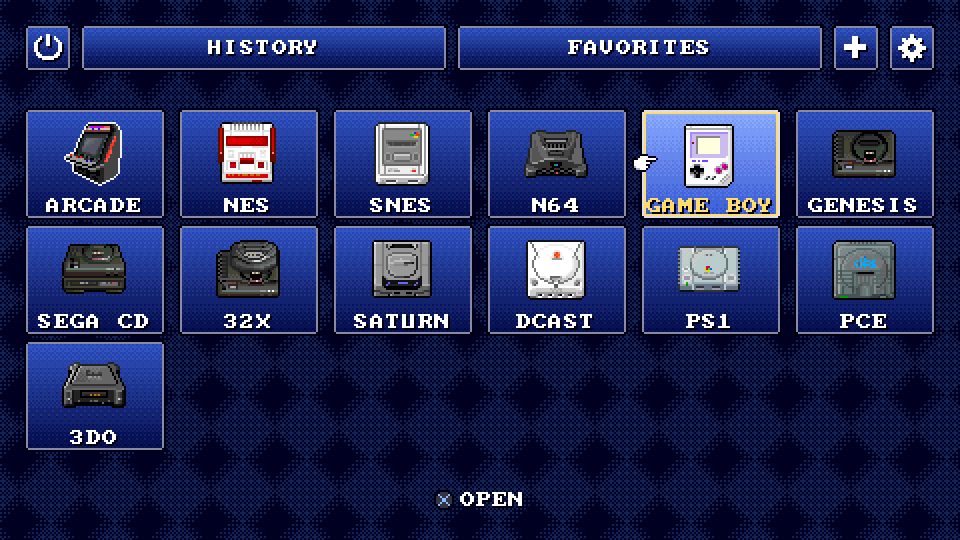 HISTORY
FAVORITES
ARCADE
NES
SNES
N64
GAME BOY
GENESIS
SEGA CD
32X
SATURN
DCAST
PS1
PCE
3DO
OPEN